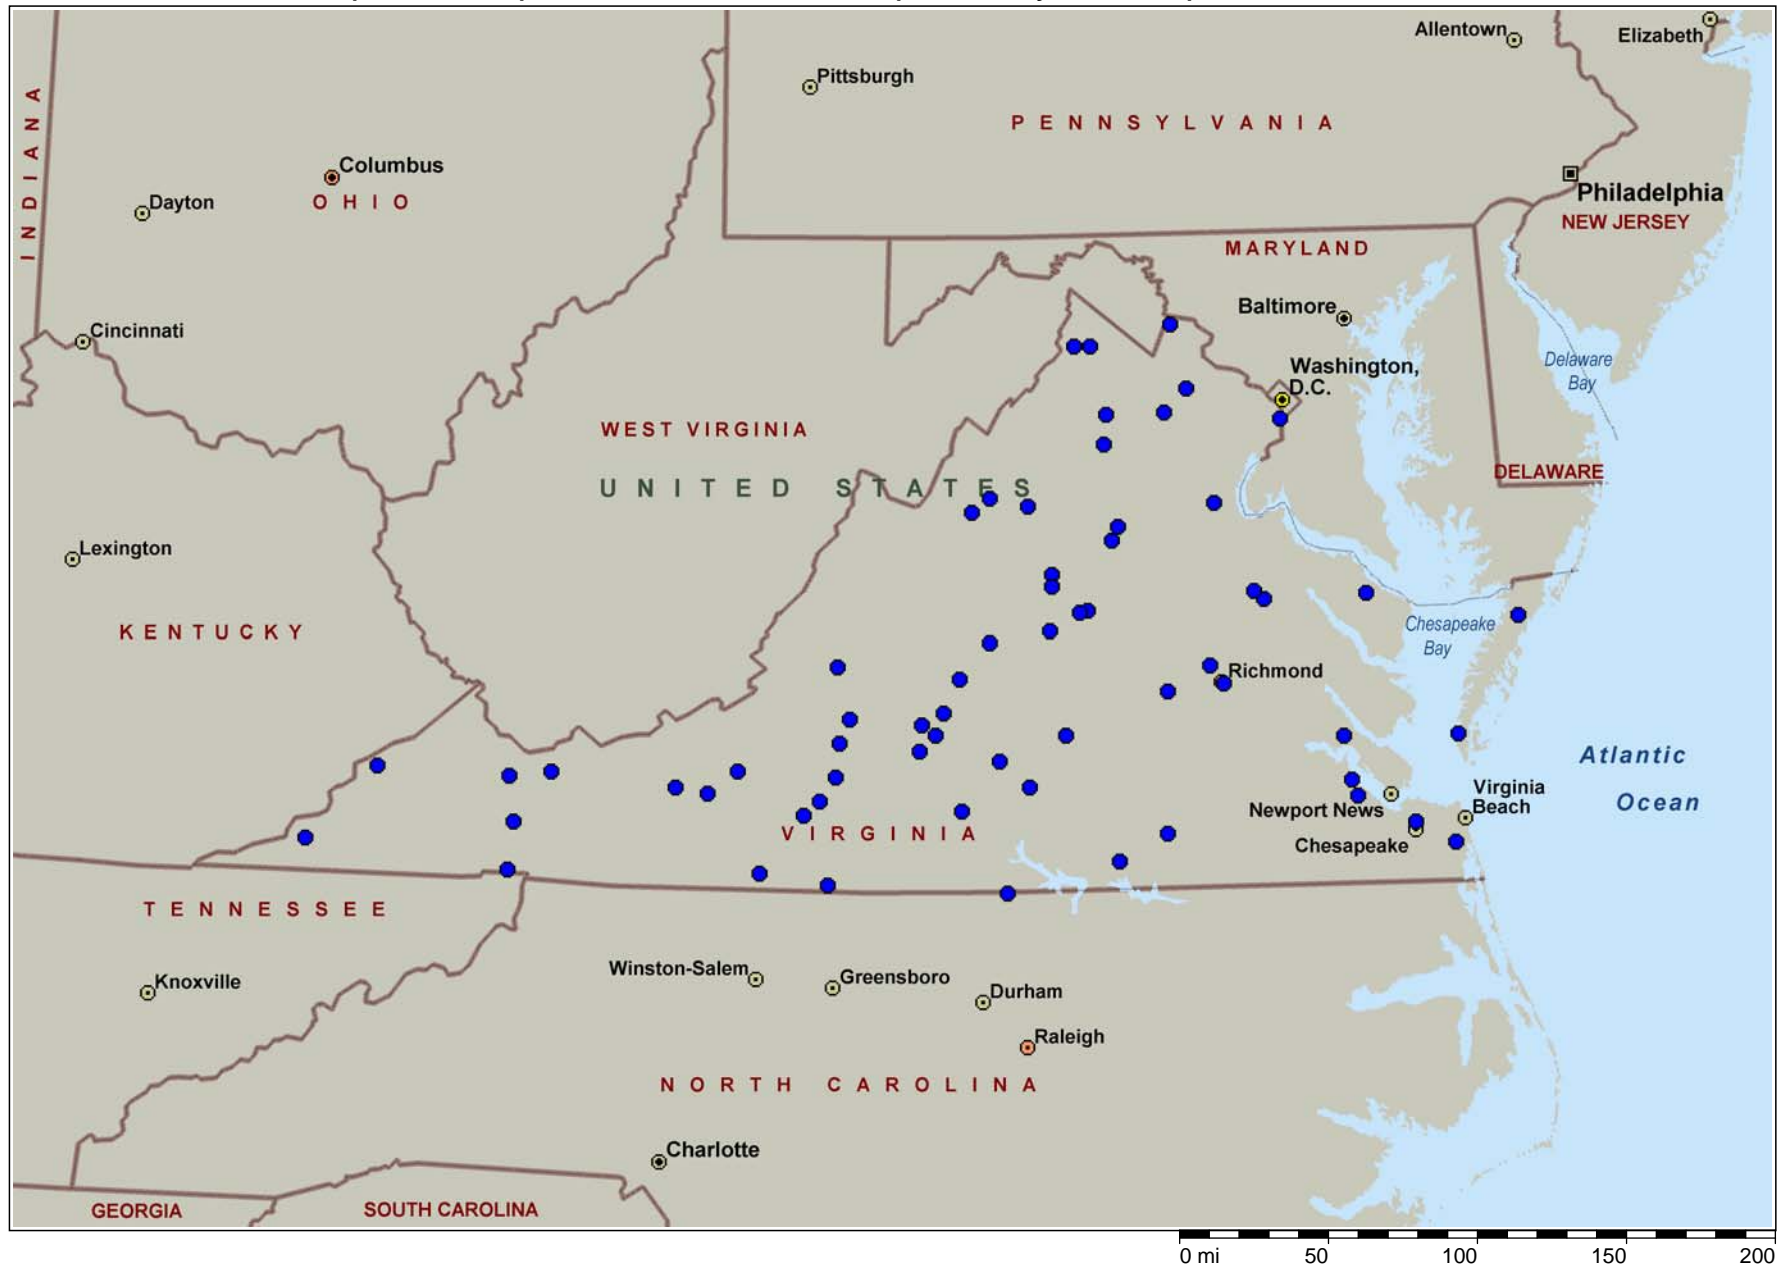 Allentown
Elizabeth
Pittsburgh
PENNSYLVANIA
INDIANA
Columbus
OHIO
Dayton
Philadelphia
NEW JERSEY
MARYLAND
Baltimore
Cincinnati
Delaware
Bay
Washington,
D.C.
WEST VIRGINIA
UNITED STATES
DELAWARE
Lexington
KENTUCKY
Chesapeake
Bay
Richmond
Atlantic
Ocean
Virginia
Beach
Newport News
Chesapeake
VIRGINIA
TENNESSEE
Knoxville
Winston-Salem
Greensboro
Durham
Raleigh
NORTH CAROLINA
Charlotte
GEORGIA
SOUTH CAROLINA
0 mi 50 100 150 200